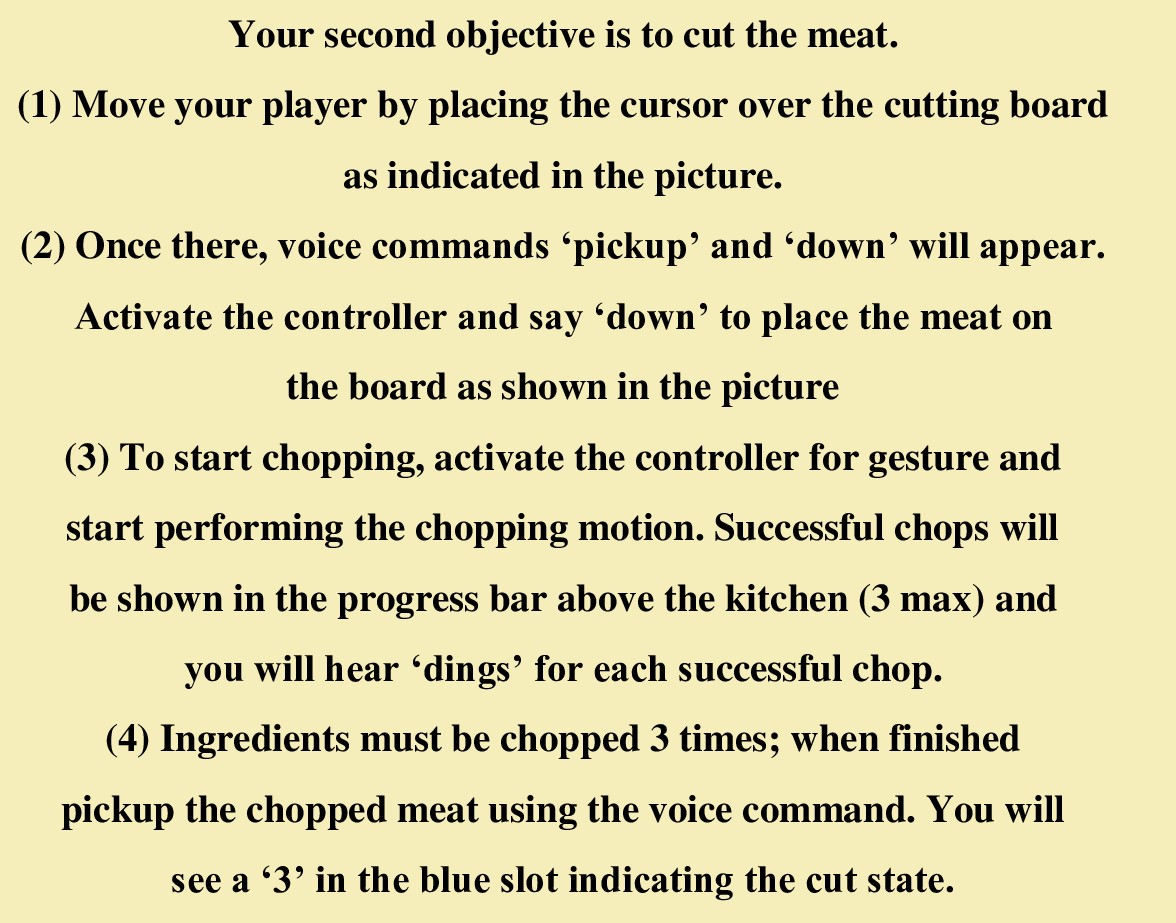 Your second objective is to cut the meat.
(1) Move your player by placing the cursor over the cutting board
as indicated in the picture.
(2) Once there, voice commands ‘pickup’ and ‘down’ will appear.
Activate the controller and say ‘down’ to place the meat on
the board as shown in the picture
(3) To start chopping, activate the controller for gesture and
start performing the chopping motion. Successful chops will
be shown in the progress bar above the kitchen (3 max) and
you will hear ‘dings’ for each successful chop.
(4) Ingredients must be chopped 3 times; when finished
pickup the chopped meat using the voice command. You will
see a ‘3’ in the blue slot indicating the cut state.